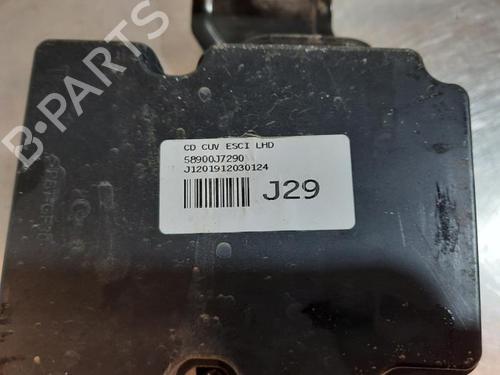 B-PARTS
CD CUV ESCI LHD
58900J7290
J1201912030124
J29